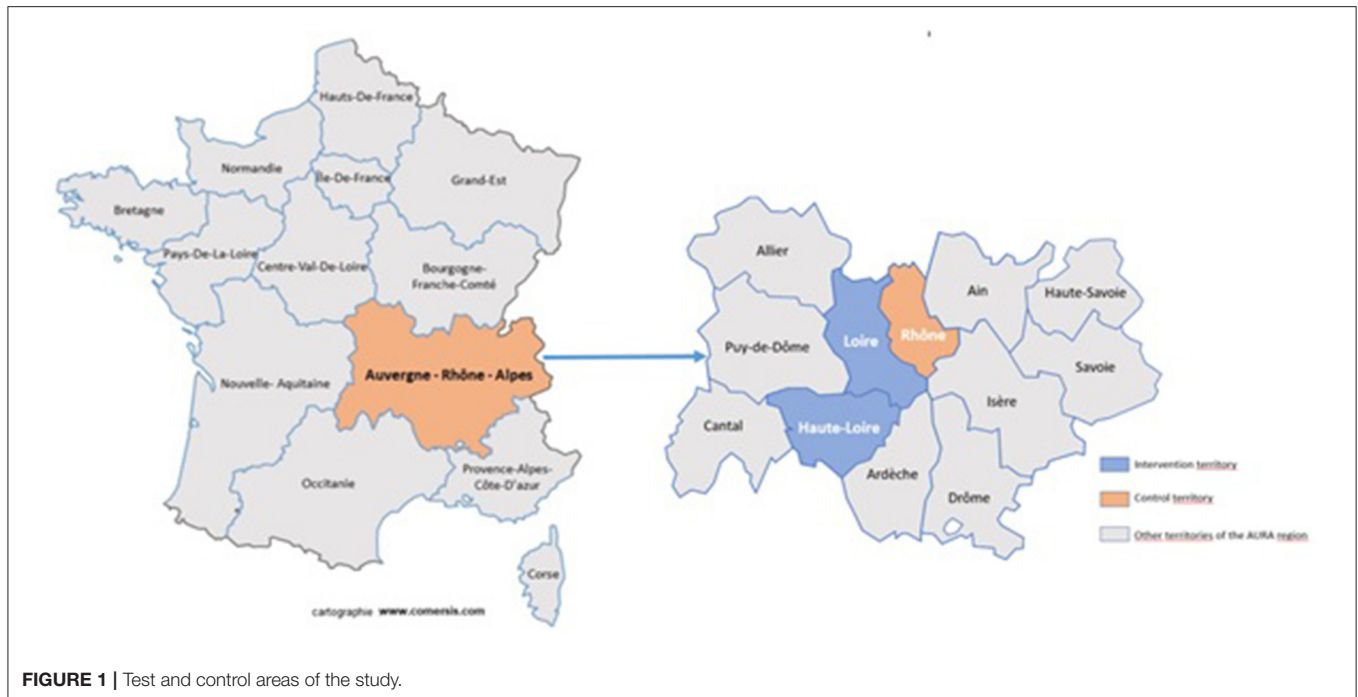 Hauts-De-France
Normandie
Île-De-France
Grand-Est
Bretagne
Pays-De-La-Loire
Centre-Val-De-Loire
Bourgogne-
Franche-Comté
Auvergne - Rhône - Alpes
Nouvelle- Aquitaine
Occitanie
Provence-Alpes-
Côte-D'azur
Corse
cartographie www.comersis.com
Allier
Ain
Haute-Savoie
Loire
Rhône
Puy-de-Dôme
Savoie
Isère
Cantal
Haute-Loire
Ardèche
Drôme
Intervention territory
Control territory
Other territories of the AURA region
FIGURE 1 | Test and control areas of the study.